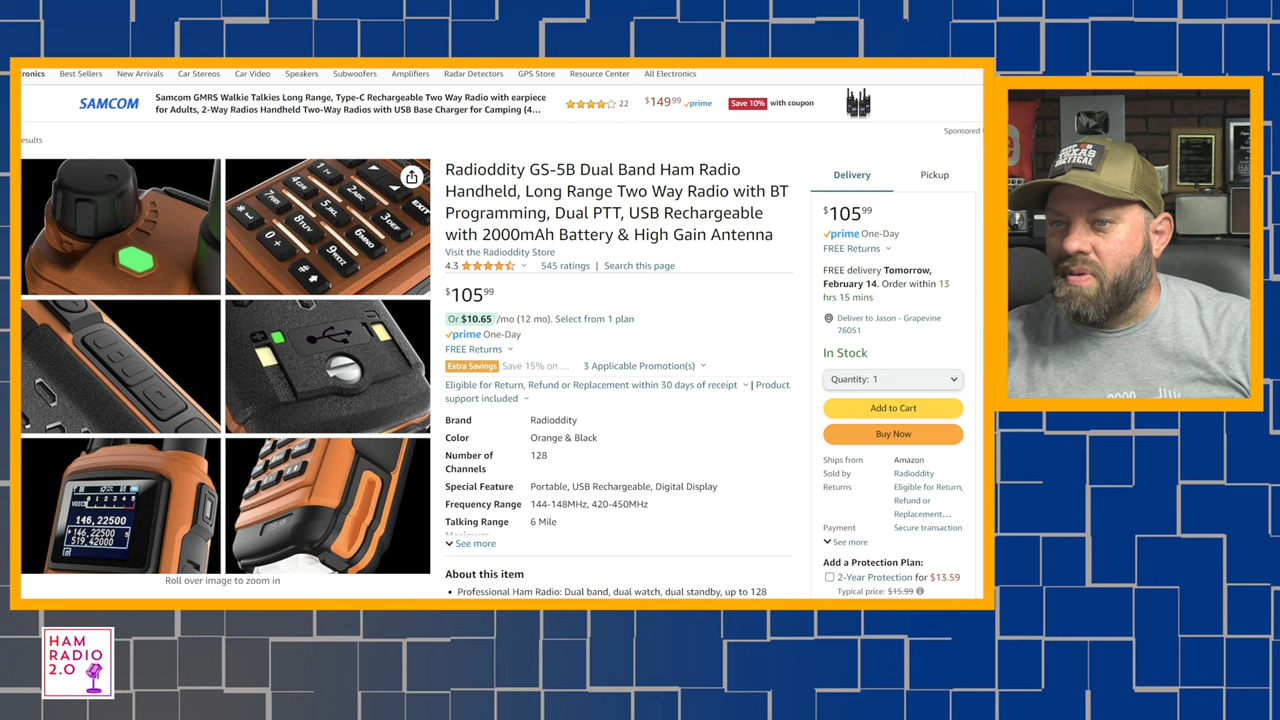 ronics Best Sellers New Arrivals Car Stereos Car Video Speakers Subwoofers Amplifiers Radar Detectors GPS Store Resource Center All Electronics
SAMCOM
Samcom GMRS Walkie Talkies Long Range, Type-C Rechargeable Two Way Radio with earpiece
for Adults, 2-Way Radios Handheld Two-Way Radios with USB Base Charger for Camping (4...
22
$149.99 prime
Save 10% with coupon
Sponsored
esults
Radioddity GS-5B Dual Band Ham Radio
Handheld, Long Range Two Way Radio with BT
Programming, Dual PTT, USB Rechargeable
with 2000mAh Battery & High Gain Antenna
Visit the Radioddity Store
4.3 545 ratings | Search this page
$105.99
Or $10.65 /mo (12 mo). Select from 1 plan
prime One-Day
FREE Returns
Extra Savings Save 15% on ... 3 Applicable Promotion(s)
Eligible for Return, Refund or Replacement within 30 days of receipt | Product
support included
Brand Radioddity
Color Orange & Black
Number of
Channels 128
Special Feature Portable, USB Rechargeable, Digital Display
Frequency Range 144-148MHz, 420-450MHz
Talking Range 6 Mile
Maximum
See more
About this item
• Professional Ham Radio: Dual band, dual watch, dual standby, up to 128
Delivery Pickup
$105.99
prime One-Day
FREE Returns
FREE delivery Tomorrow,
February 14. Order within 13
hrs 15 mins
Deliver to Jason - Grapevine
76051
In Stock
Quantity: 1
Add to Cart
Buy Now
Ships from Amazon
Sold by Radioddity
Returns Eligible for Return,
Refund or
Replacement...
Payment Secure transaction
See more
Add a Protection Plan:
2-Year Protection for $13.59
Typical price: $15.99
EXIT
GS-5B
146,22500
146,22500
519,42000
Roll over image to zoom in
TEXAS
TACTICAL
HAM
RADIO
2.0